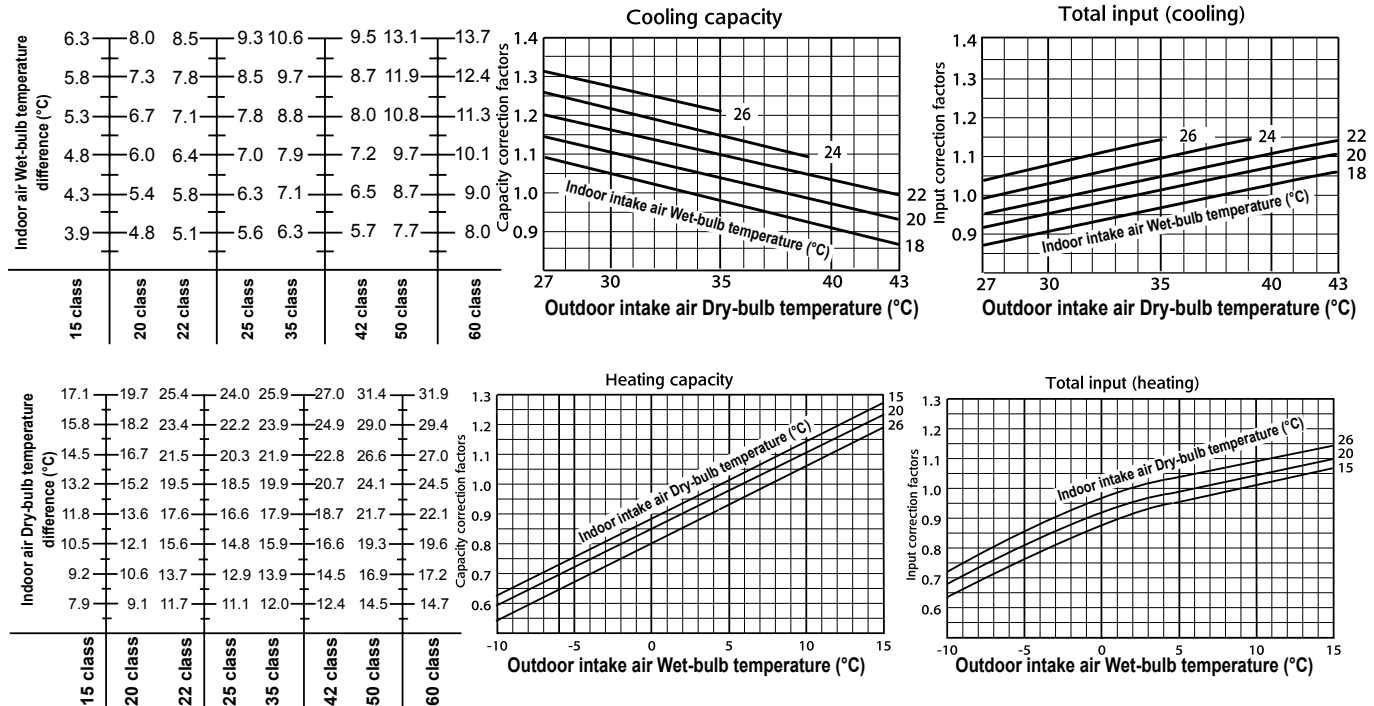 Cooling capacity
Total input (cooling)
Indoor air Wet-bulb temperature
difference (°C)
6.3 8.0 8.5 9.3 10.6 9.5 13.1 13.7
5.8 7.3 7.8 8.5 9.7 8.7 11.9 12.4
5.3 6.7 7.1 7.8 8.8 8.0 10.8 11.3
4.8 6.0 6.4 7.0 7.9 7.2 9.7 10.1
4.3 5.4 5.8 6.3 7.1 6.5 8.7 9.0
3.9 4.8 5.1 5.6 6.3 5.7 7.7 8.0
15 class
20 class
22 class
25 class
35 class
42 class
50 class
60 class
Capacity correction factors
1.4
1.3
1.2
1.1
1.0
0.9
26
24
22
20
18
Indoor intake air Wet-bulb temperature (°C)
27 30 35 40 43
Outdoor intake air Dry-bulb temperature (°C)
Input correction factors
1.4
1.3
1.2
1.1
1.0
0.9
26
24
22
20
18
Indoor intake air Wet-bulb temperature (°C)
27 30 35 40 43
Outdoor intake air Dry-bulb temperature (°C)
Heating capacity
Total input (heating)
Indoor air Dry-bulb temperature
difference (°C)
17.1 19.7 25.4 24.0 25.9 27.0 31.4 31.9
15.8 18.2 23.4 22.2 23.9 24.9 29.0 29.4
14.5 16.7 21.5 20.3 21.9 22.8 26.6 27.0
13.2 15.2 19.5 18.5 19.9 20.7 24.1 24.5
11.8 13.6 17.6 16.6 17.9 18.7 21.7 22.1
10.5 12.1 15.6 14.8 15.9 16.6 19.3 19.6
9.2 10.6 13.7 12.9 13.9 14.5 16.9 17.2
7.9 9.1 11.7 11.1 12.0 12.4 14.5 14.7
15 class
20 class
22 class
25 class
35 class
42 class
50 class
60 class
Capacity correction factors
1.3
1.2
1.1
1.0
0.9
0.8
0.7
0.6
15
20
26
Indoor intake air Dry-bulb temperature (°C)
-10 -5 0 5 10 15
Outdoor intake air Wet-bulb temperature (°C)
Input correction factors
1.3
1.2
1.1
1.0
0.9
0.8
0.7
0.6
26
20
15
Indoor intake air Dry-bulb temperature (°C)
-10 -5 0 5 10 15
Outdoor intake air Wet-bulb temperature (°C)